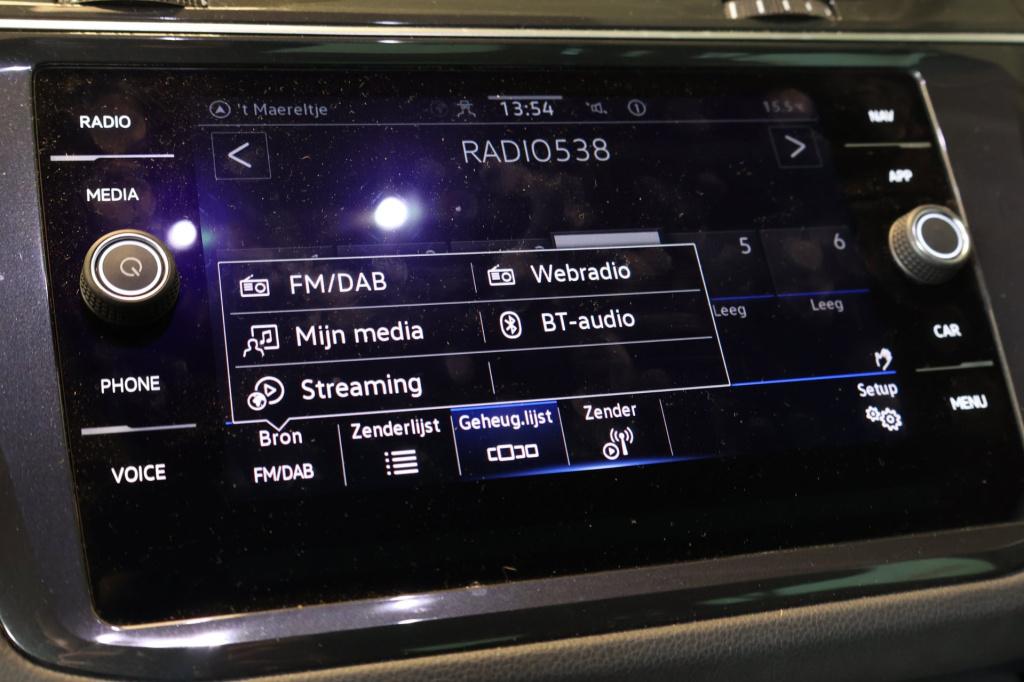 RADIO
MEDIA
PHONE
VOICE
't Maereltje
13:54
15.5
RADIO538
5
6
Leeg
Leeg
FM/DAB
Webradio
Mijn media
BT-audio
Streaming
Bron
FM/DAB
Zenderlijst
Geheug.lijst
Zender
Setup
NAV
APP
CAR
MENU